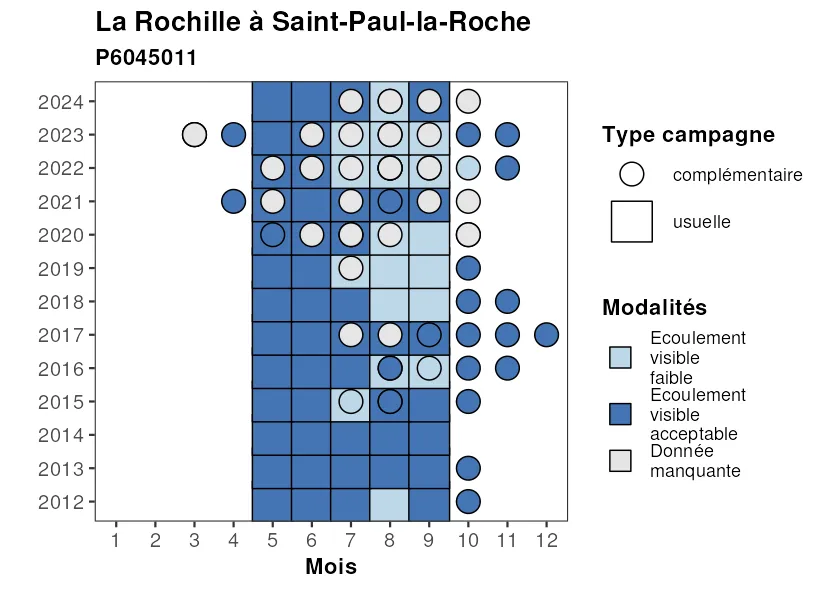 La Rochille à Saint-Paul-la-Roche
P6045011
2024
2023
2022
2021
2020
2019
2018
2017
2016
2015
2014
2013
2012
1 2 3 4 5 6 7 8 9 10 11 12
Mois
Type campagne
complémentaire
usuelle
Modalités
Ecoulement
visible
faible
Ecoulement
visible
acceptable
Donnée
manquante